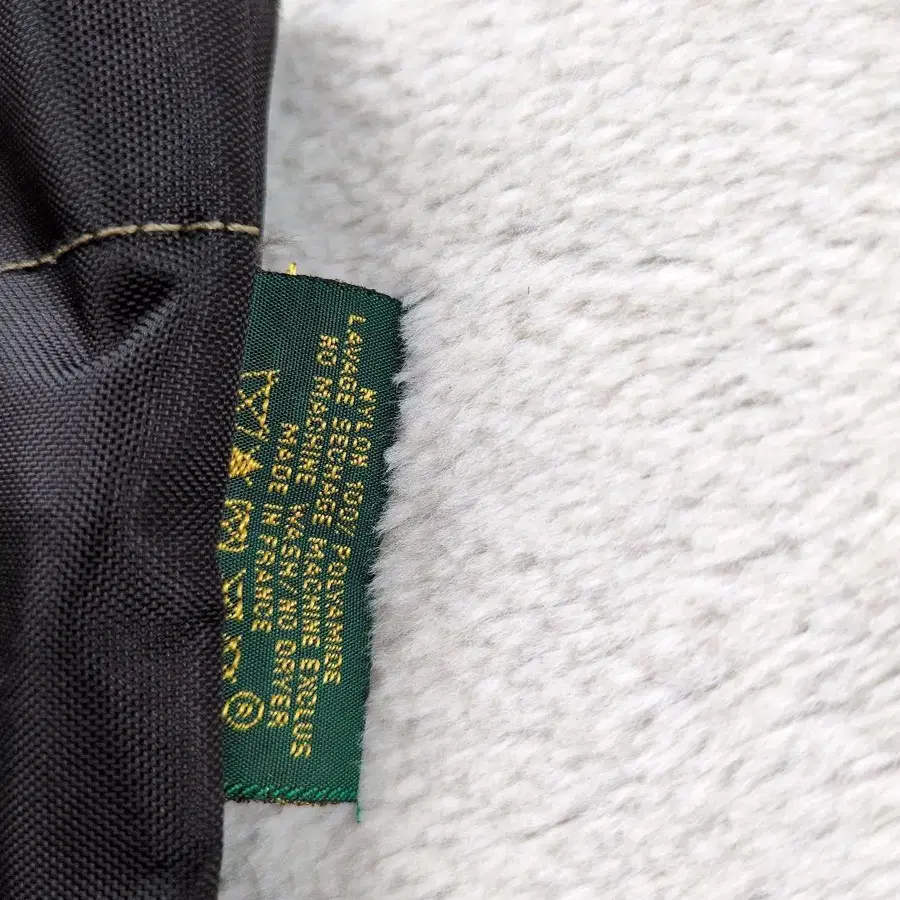 NYLON 100% POLYAMIDE
LAVAGE SECHAGE MACHINE EXCLUS
NO MACHINE WASH/NO DRYER
MADE IN FRANCE